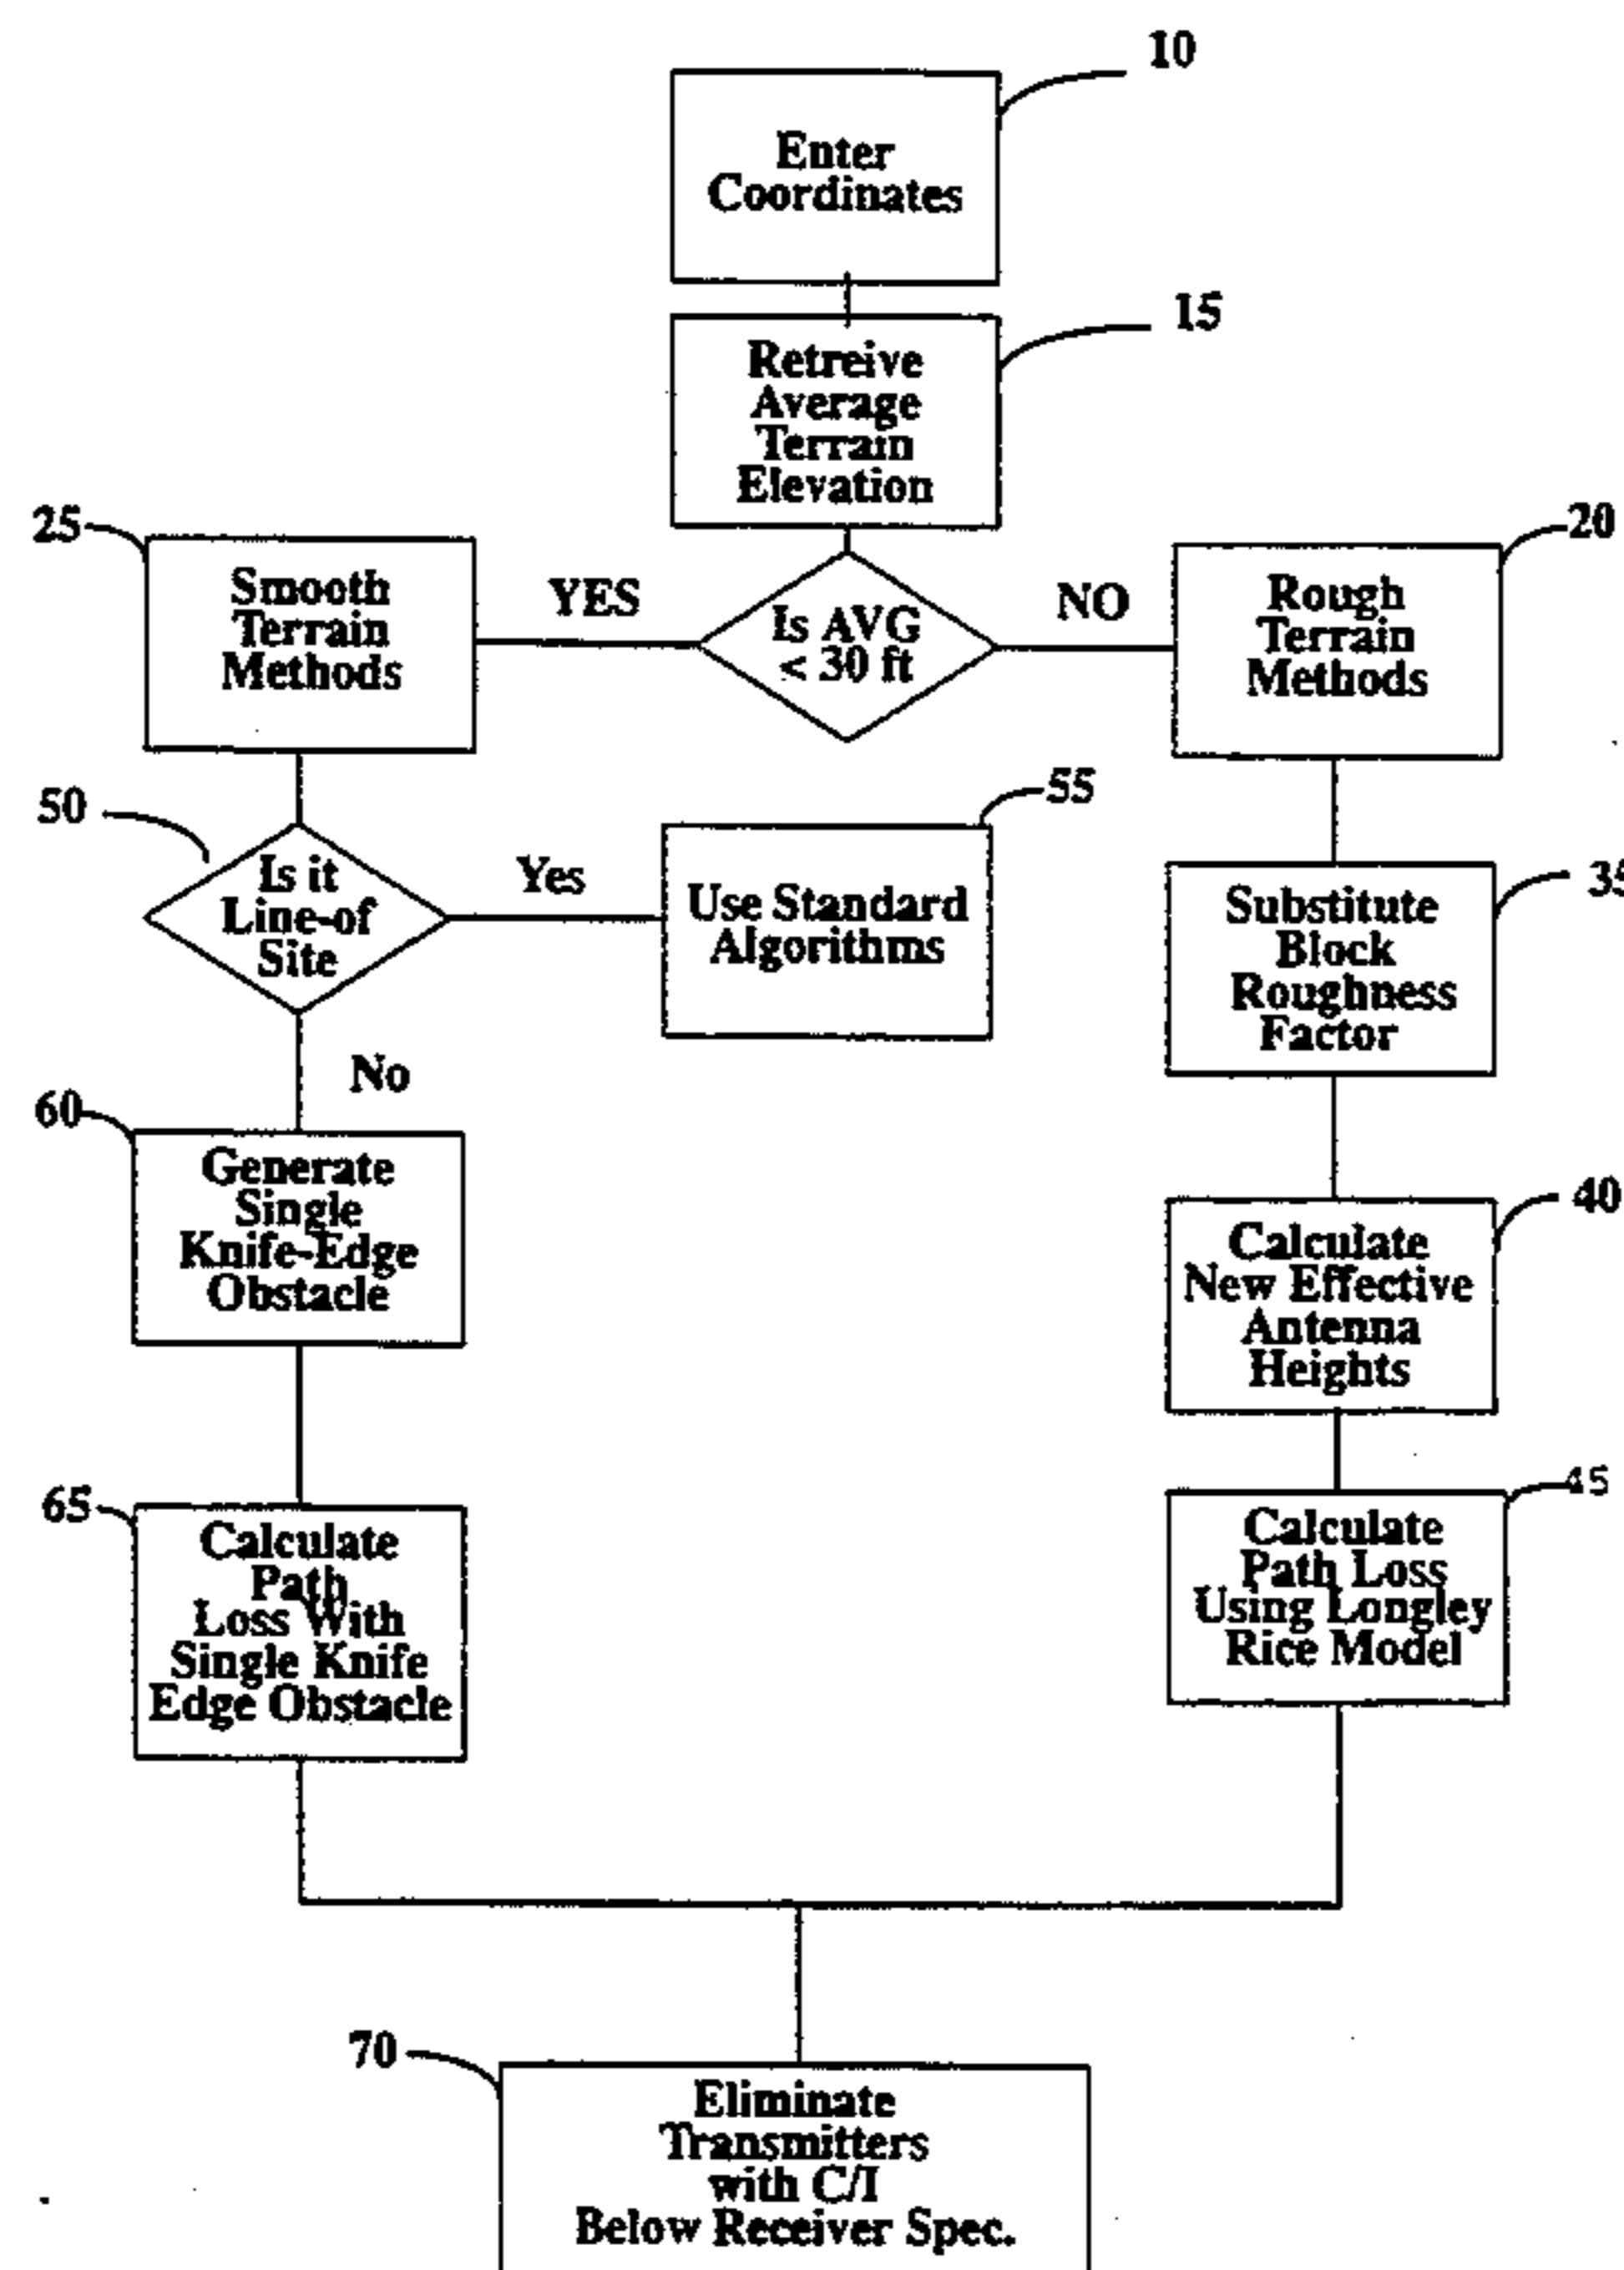 10
Enter
Coordinates
15
Retreive
Average
Terrain
Elevation
25
Smooth
Terrain
Methods
YES
Is AVG
< 30 ft
NO
20
Rough
Terrain
Methods
50
Is it
Line-of
Site
Yes
55
Use Standard
Algorithms
35
Substitute
Block
Roughness
Factor
No
60
Generate
Single
Knife-Edge
Obstacle
40
Calculate
New Effective
Antenna
Heights
65
Calculate
Path
Loss With
Single Knife
Edge Obstacle
45
Calculate
Path Loss
Using Longley
Rice Model
70
Eliminate
Transmitters
with C/I
Below Receiver Spec.